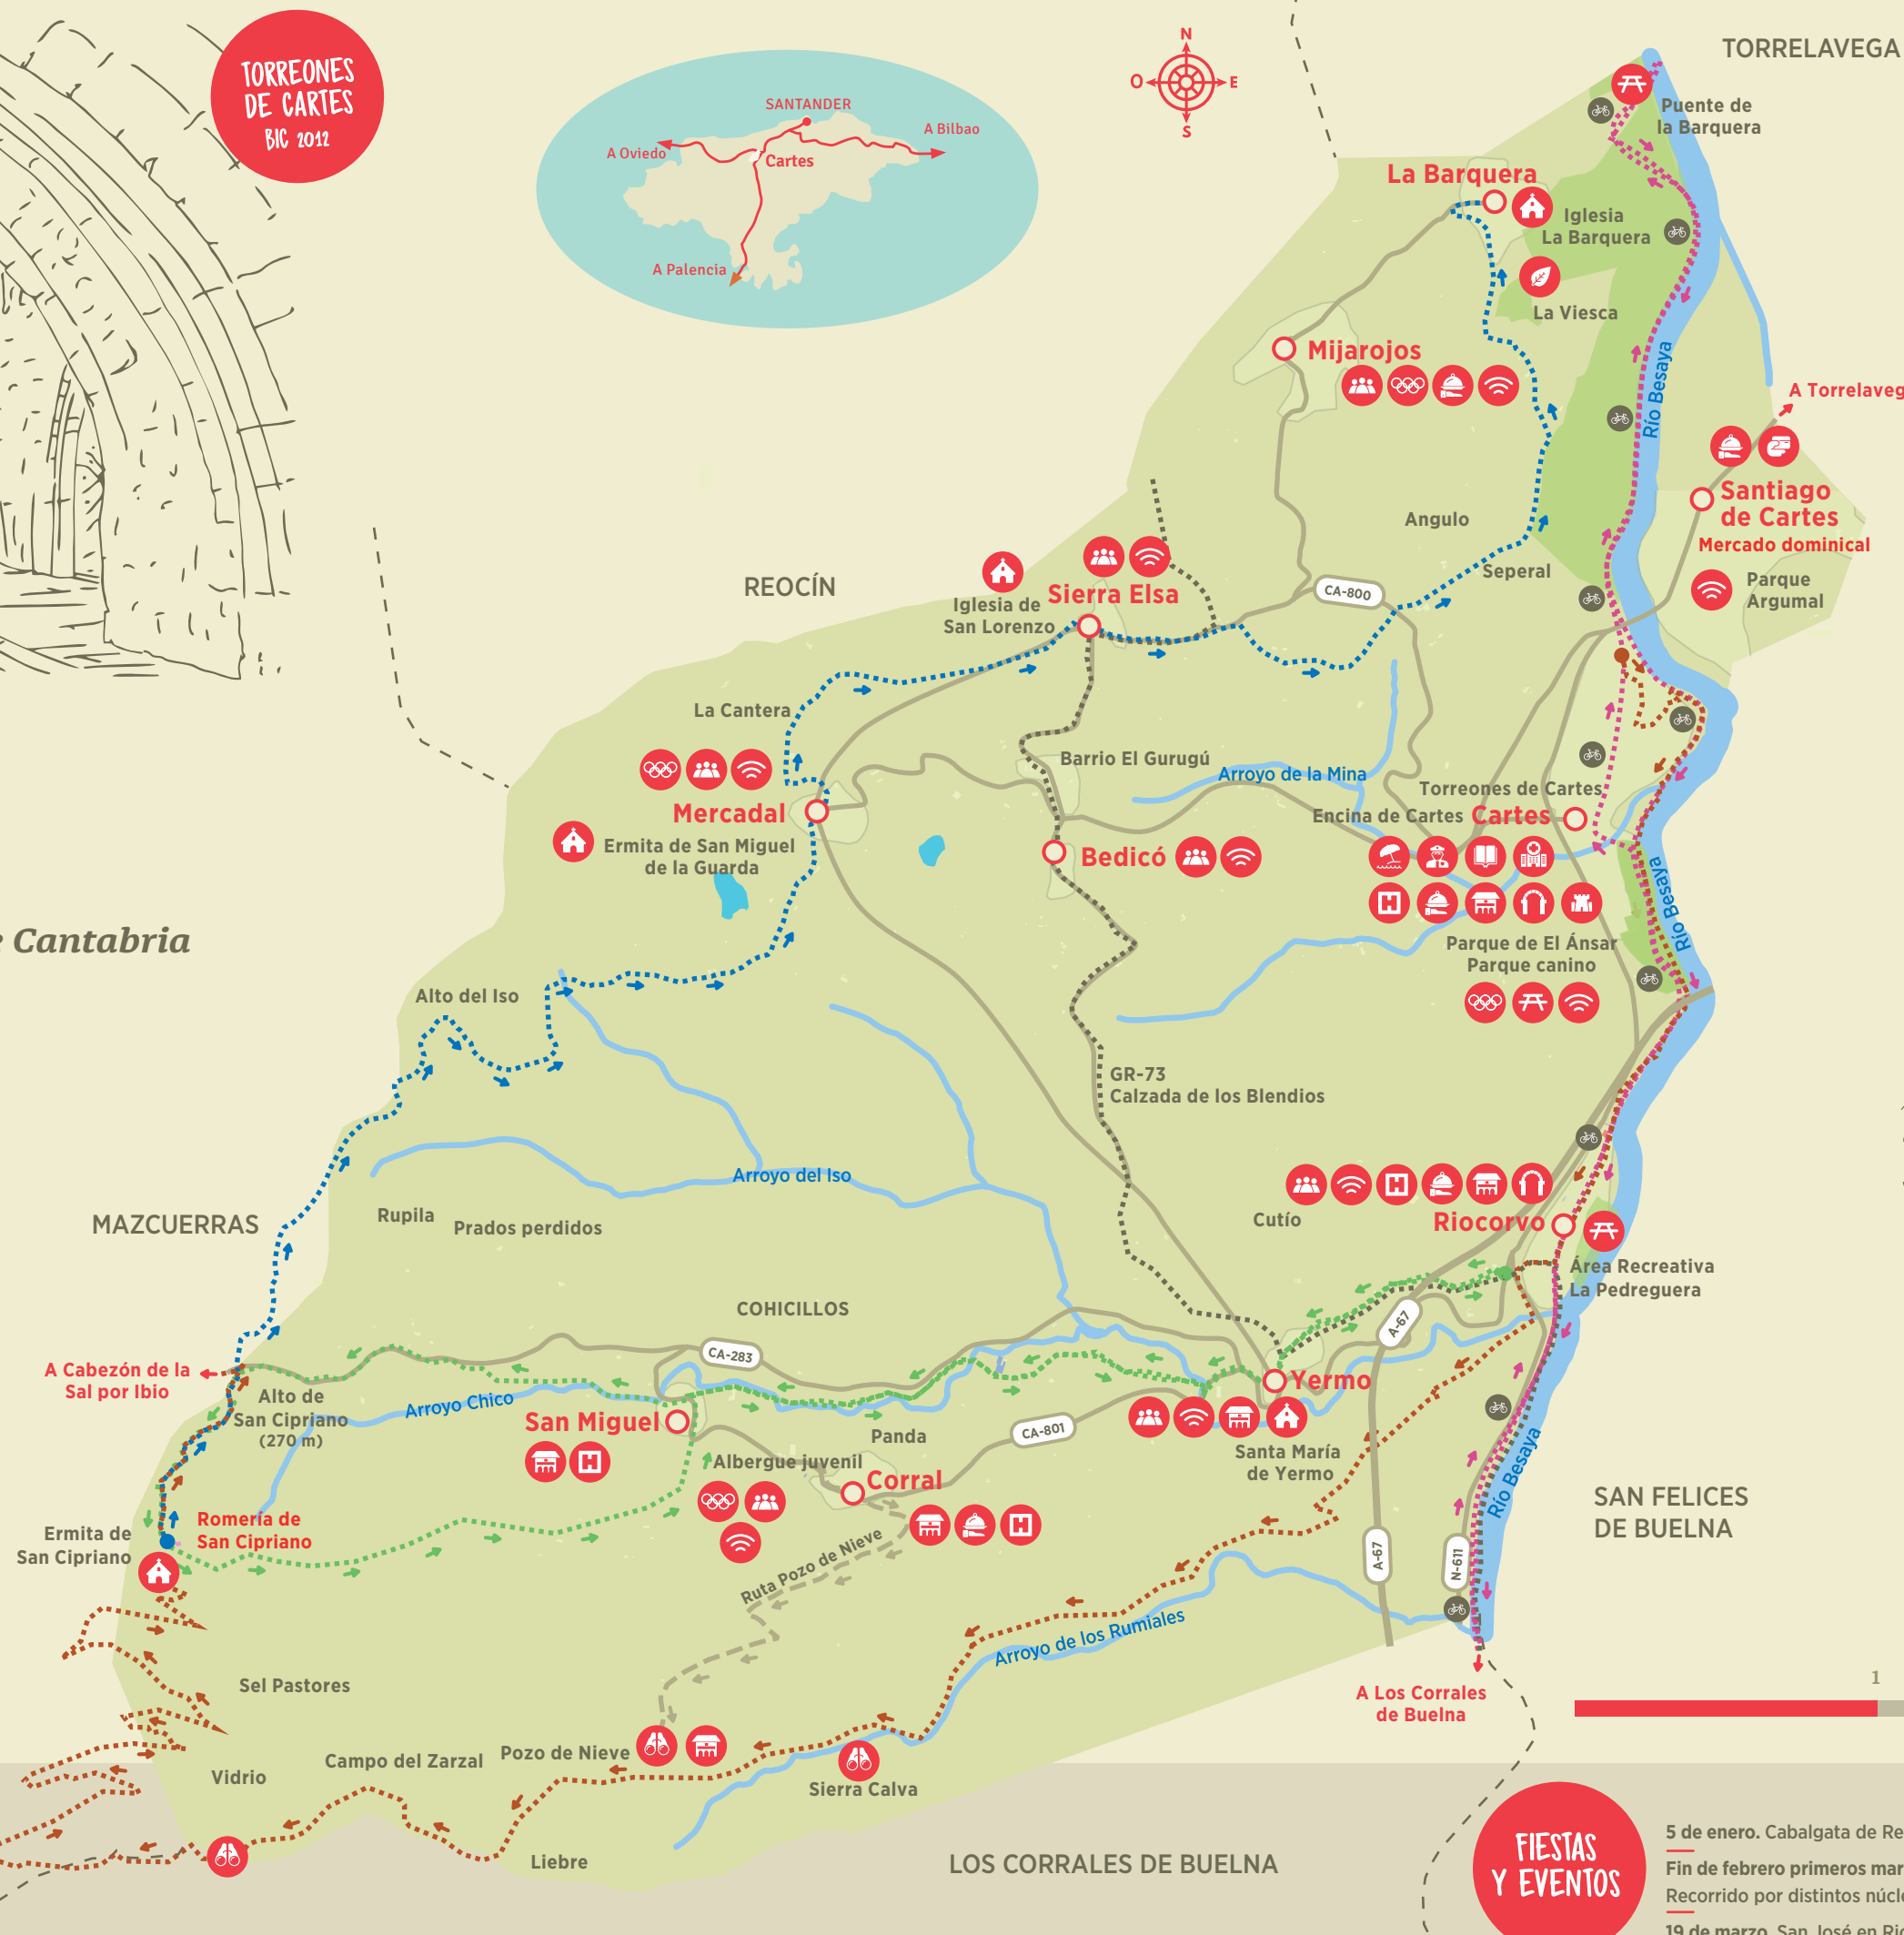 TORREONES
DE CARTES
BIC 2012
SANTANDER
A Bilbao
A Oviedo
Cartes
A Palencia
N
O
E
S
TORRELAVEGA
Puente de
la Barquera
La Barquera
Iglesia
La Barquera
La Viesca
Mijarojos
Río Besaya
A Torrelaveg
Santiago
de Cartes
Mercado dominical
Parque
Argumal
Angulo
Seperal
CA-800
REOCÍN
Iglesia de
San Lorenzo
Sierra Elsa
La Cantera
Barrio El Gurugú
Arroyo de la Mina
Torreones de Cartes
Encina de Cartes
Cartes
Mercadal
Ermita de San Miguel
de la Guarda
Bedicó
Río Besaya
Parque de El Ánsar
Parque canino
Cantabria
Alto del Iso
GR-73
Calzada de los Blendios
Arroyo del Iso
MAZCUERRAS
Rupila
Prados perdidos
Cutío
Riocorvo
Área Recreativa
La Pedreguera
COHICILLOS
CA-283
A-67
A Cabezón de la
Sal por Ibio
Alto de
San Cipriano
(270 m)
Arroyo Chico
San Miguel
Yermo
Santa María
de Yermo
CA-801
Panda
Albergue juvenil
Corral
Río Besaya
SAN FELICES
DE BUELNA
Romería de
San Cipriano
Ermita de
San Cipriano
Ruta Pozo de Nieve
A-67
N-611
Arroyo de los Rumiales
Sel Pastores
A Los Corrales
de Buelna
1
Campo del Zarzal
Pozo de Nieve
Vidrio
Sierra Calva
Liebre
LOS CORRALES DE BUELNA
FIESTAS
Y EVENTOS
5 de enero. Cabalgata de Re
Fin de febrero primeros mar
Recorrido por distintos núcle
19 de marzo. San José en Rio